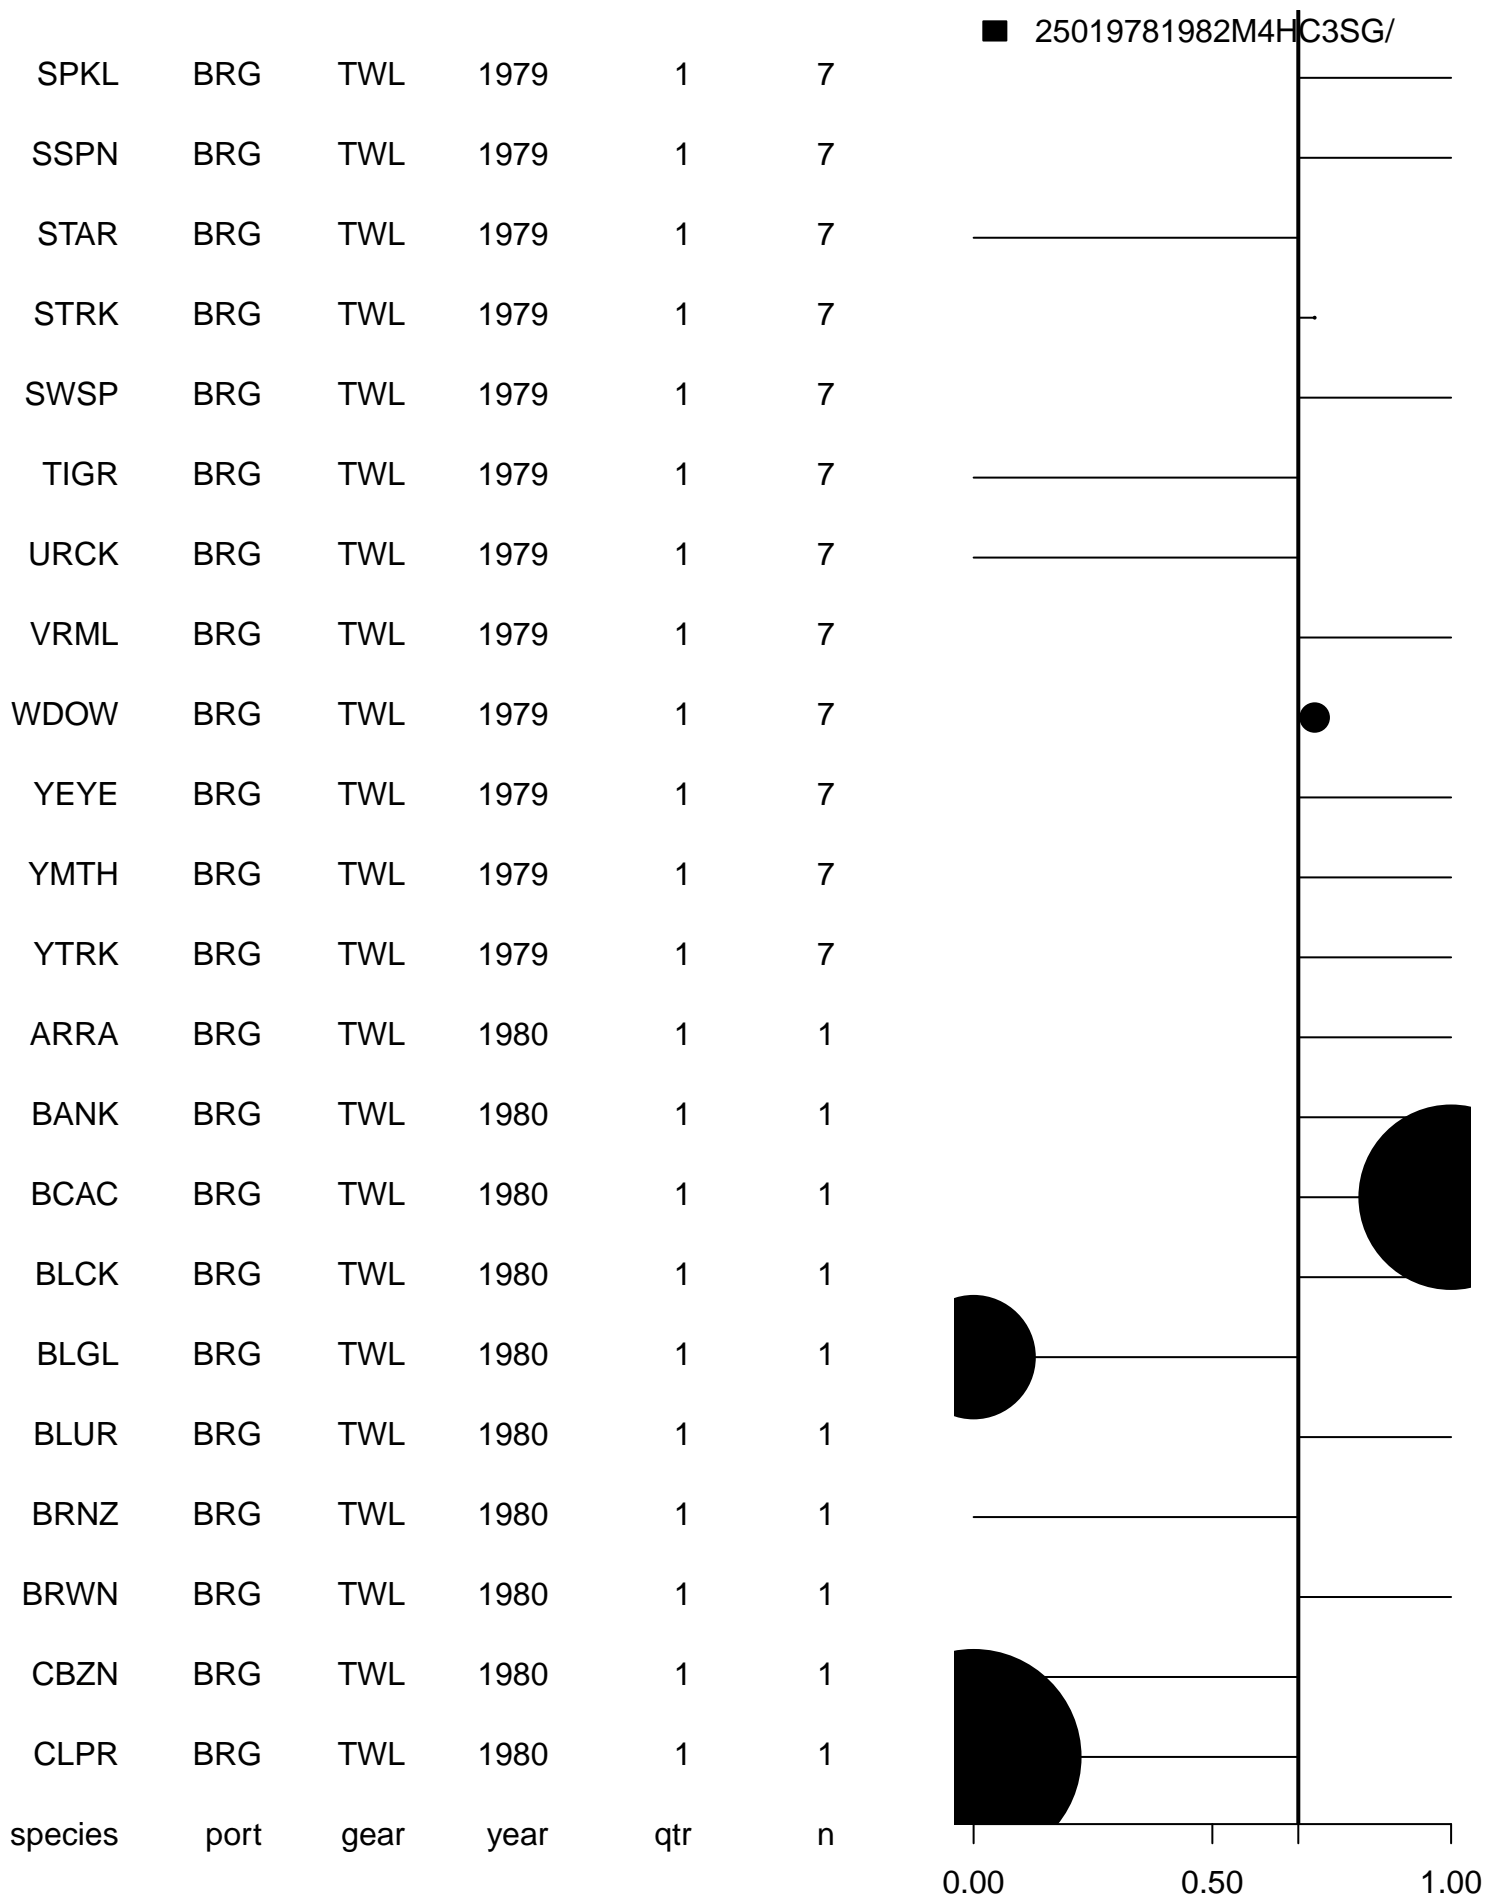 25019781982M4HC3SG/
SPKL BRG TWL 1979 1 7
SSPN BRG TWL 1979 1 7
STAR BRG TWL 1979 1 7
STRK BRG TWL 1979 1 7
SWSP BRG TWL 1979 1 7
TIGR BRG TWL 1979 1 7
URCK BRG TWL 1979 1 7
VRML BRG TWL 1979 1 7
WDOW BRG TWL 1979 1 7
YEYE BRG TWL 1979 1 7
YMTH BRG TWL 1979 1 7
YTRK BRG TWL 1979 1 7
ARRA BRG TWL 1980 1 1
BANK BRG TWL 1980 1 1
BCAC BRG TWL 1980 1 1
BLCK BRG TWL 1980 1 1
BLGL BRG TWL 1980 1 1
BLUR BRG TWL 1980 1 1
BRNZ BRG TWL 1980 1 1
BRWN BRG TWL 1980 1 1
CBZN BRG TWL 1980 1 1
CLPR BRG TWL 1980 1 1
species port gear year qtr n
0.00 0.50 1.00